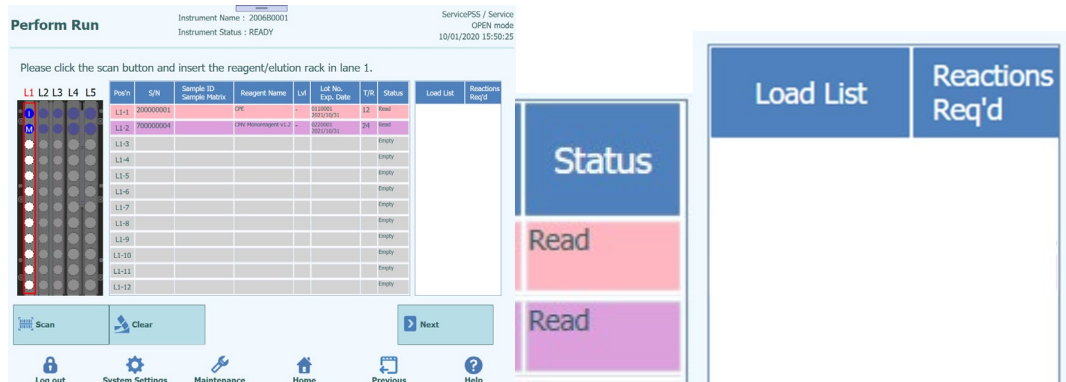 Perform Run
Instrument Name : 2006B0001
Instrument Status : READY
ServicePSS / Service
OPEN mode
10/01/2020 15:50:25
Please click the scan button and insert the reagent/elution rack in lane 1.
L1 L2 L3 L4 L5
Pos'n S/N Sample ID Sample Matrix Reagent Name Lvl Lot No. Exp. Date T/R Status
L1-1 200000001 CPE - 0110001 2021/10/31 12 Read
L1-2 700000004 CMV Monoreagent v1.2 - 0220001 2021/10/31 24 Read
L1-3 Empty
L1-4 Empty
L1-5 Empty
L1-6 Empty
L1-7 Empty
L1-8 Empty
L1-9 Empty
L1-10 Empty
L1-11 Empty
L1-12 Empty
Load List Reactions Req'd
I
M
Scan
Clear
Next
Log out
System Settings
Maintenance
Home
Previous
Help
Status
Read
Read
Load List
Reactions
Req'd